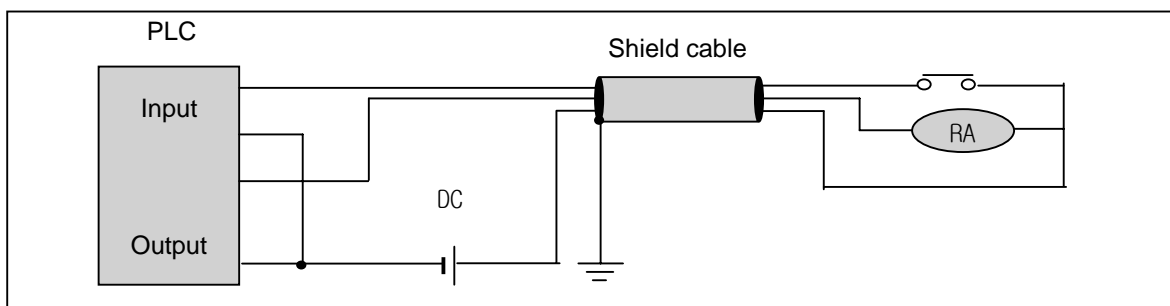 PLC
Shield cable
Input
RA
DC
Output